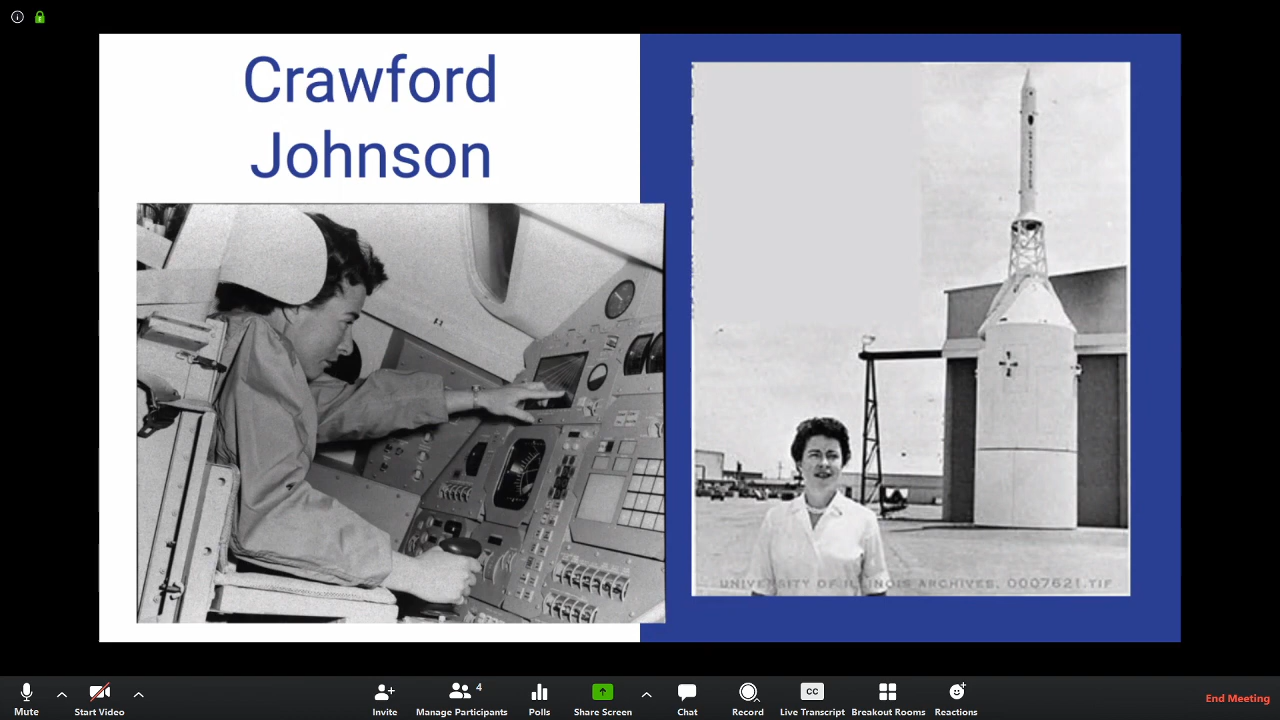 Crawford
Johnson
UNIVERSITY OF ILLINOIS ARCHIVES, 0007621.TIF
Mute
Start Video
Invite
Manage Participants
4
Polls
Share Screen
Chat
Record
CC
Live Transcript
Breakout Rooms
Reactions
End Meeting